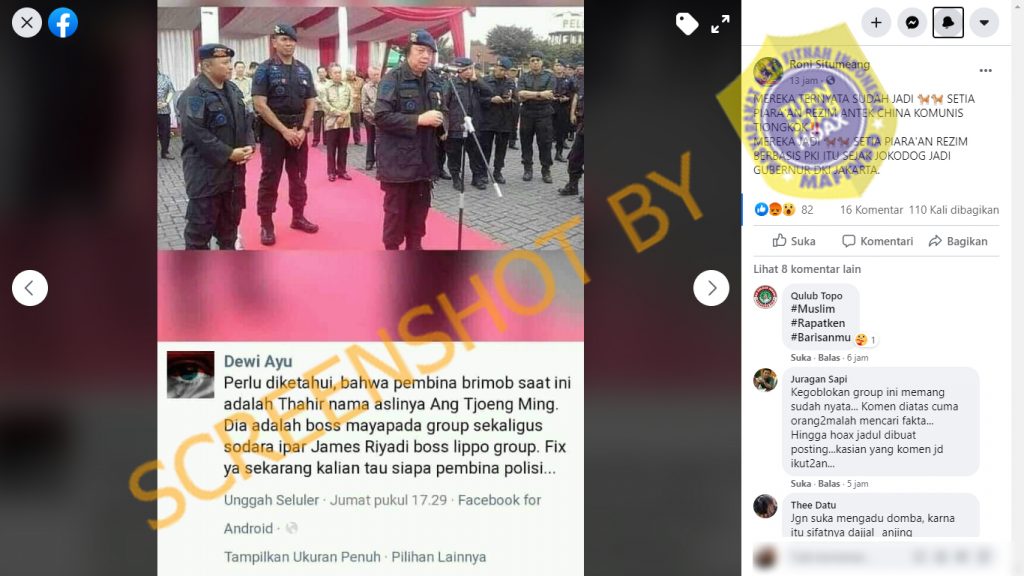 PEL
Dewi Ayu
Perlu diketahui, bahwa pembina brimob saat ini
adalah Thahir nama aslinya Ang Tjoeng Ming.
Dia adalah boss mayapada group sekaligus
sodara ipar James Riyadi boss lippo group. Fix
ya sekarang kalian tau siapa pembina polisi...
Unggah Seluler · Jumat pukul 17.29 · Facebook for
Android ·
Tampilkan Ukuran Penuh · Pilihan Lainnya
SCREENSHOT BY
Roni Situmeang
13 jam ·
MEREKA TERNYATA SUDAH JADI 🐕🐕 SETIA
PIARA'AN REZIM ANTEK CHINA KOMUNIS
TIONGKOK
MEREKA JADI 🐕🐕 SETIA PIARA'AN REZIM
BERBASIS PKI ITU SEJAK JOKODOG JADI
GUBERNUR DKI JAKARTA.
FITNAH
HOAX
MAFINDO
82
16 Komentar 110 Kali dibagikan
Suka Komentari Bagikan
Lihat 8 komentar lain
Qulub Topo
#Muslim
#Rapatken
#Barisanmu
1
Suka · Balas · 6 jam
Juragan Sapi
Kegoblokan group ini memang
sudah nyata... Komen diatas cuma
orang2malah mencari fakta...
Hingga hoax jadul dibuat
posting...kasian yang komen jd
ikut2an...
Suka · Balas · 5 jam
Thee Datu
Jgn suka mengadu domba, karna
itu sifatnya dajjal anjing